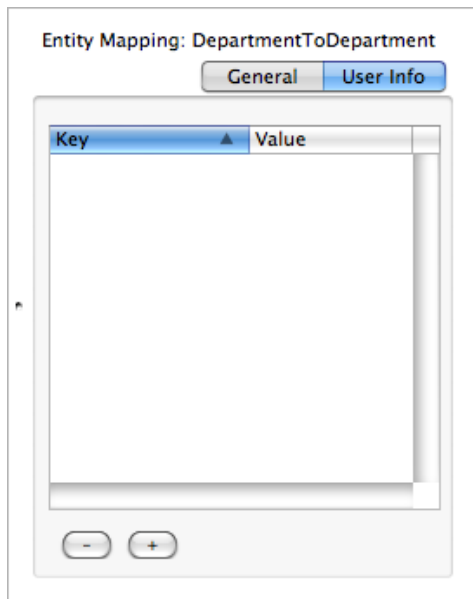 Entity Mapping: DepartmentToDepartment
General User Info
Key Value
- +